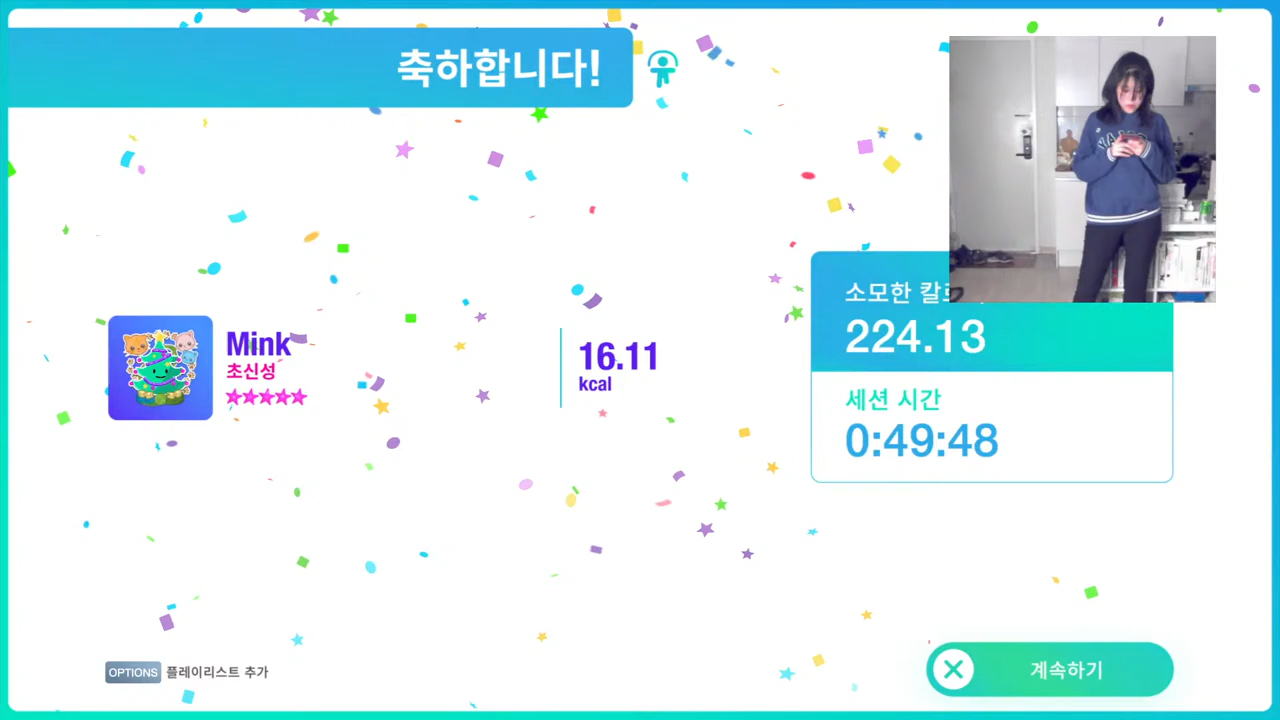 축하합니다!
Mink
초신성
16.11
kcal
소모한
224.13
세션 시간
0:49:48
OPTIONS 플레이리스트 추가
계속하기